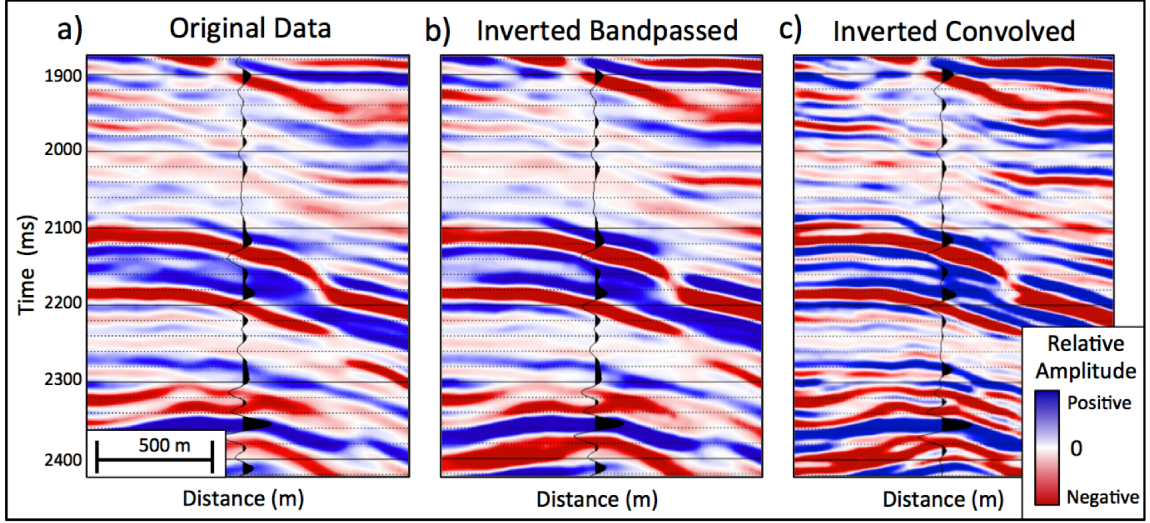 a) Original Data
b) Inverted Bandpassed
c) Inverted Convolved
Time (ms)
1900
2000
2100
2200
2300
2400
500 m
Distance (m)
Distance (m)
Distance (m)
Relative
Amplitude
Positive
0
Negative